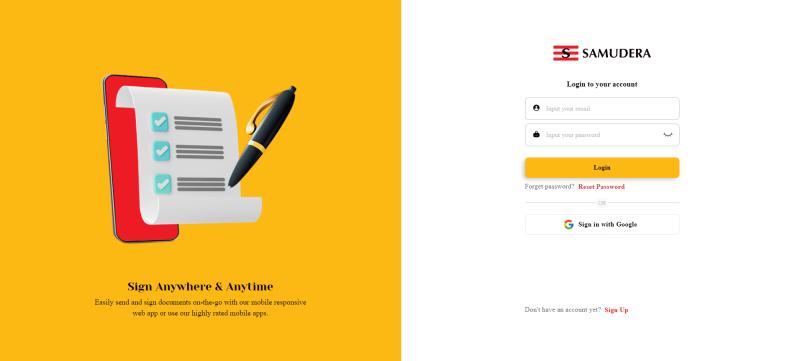 Sign Anywhere & Anytime
Easily send and sign documents on-the-go with our mobile responsive
web app or use our highly rated mobile apps.
S SAMUDERA
Login to your account
Input your email
Input your password
Login
Forget password? Reset Password
OR
Sign in with Google
Don't have an account yet? Sign Up